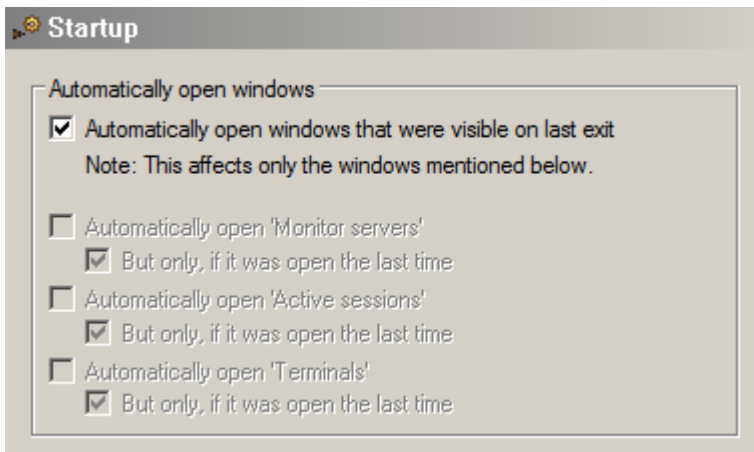 Startup
Automatically open windows
Automatically open windows that were visible on last exit
Note: This affects only the windows mentioned below.
Automatically open 'Monitor servers'
But only, if it was open the last time
Automatically open 'Active sessions'
But only, if it was open the last time
Automatically open 'Terminals'
But only, if it was open the last time